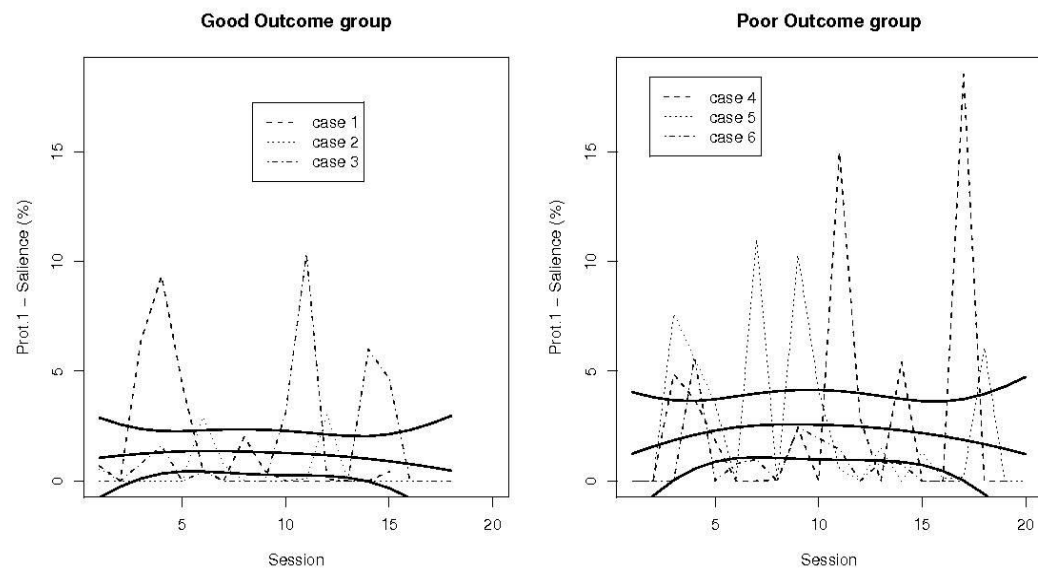 Good Outcome group
Prot.1 – Salience (%)
15
10
5
0
case 1
case 2
case 3
5
10
15
20
Session
Poor Outcome group
Prot.1 – Salience (%)
15
10
5
0
case 4
case 5
case 6
5
10
15
20
Session